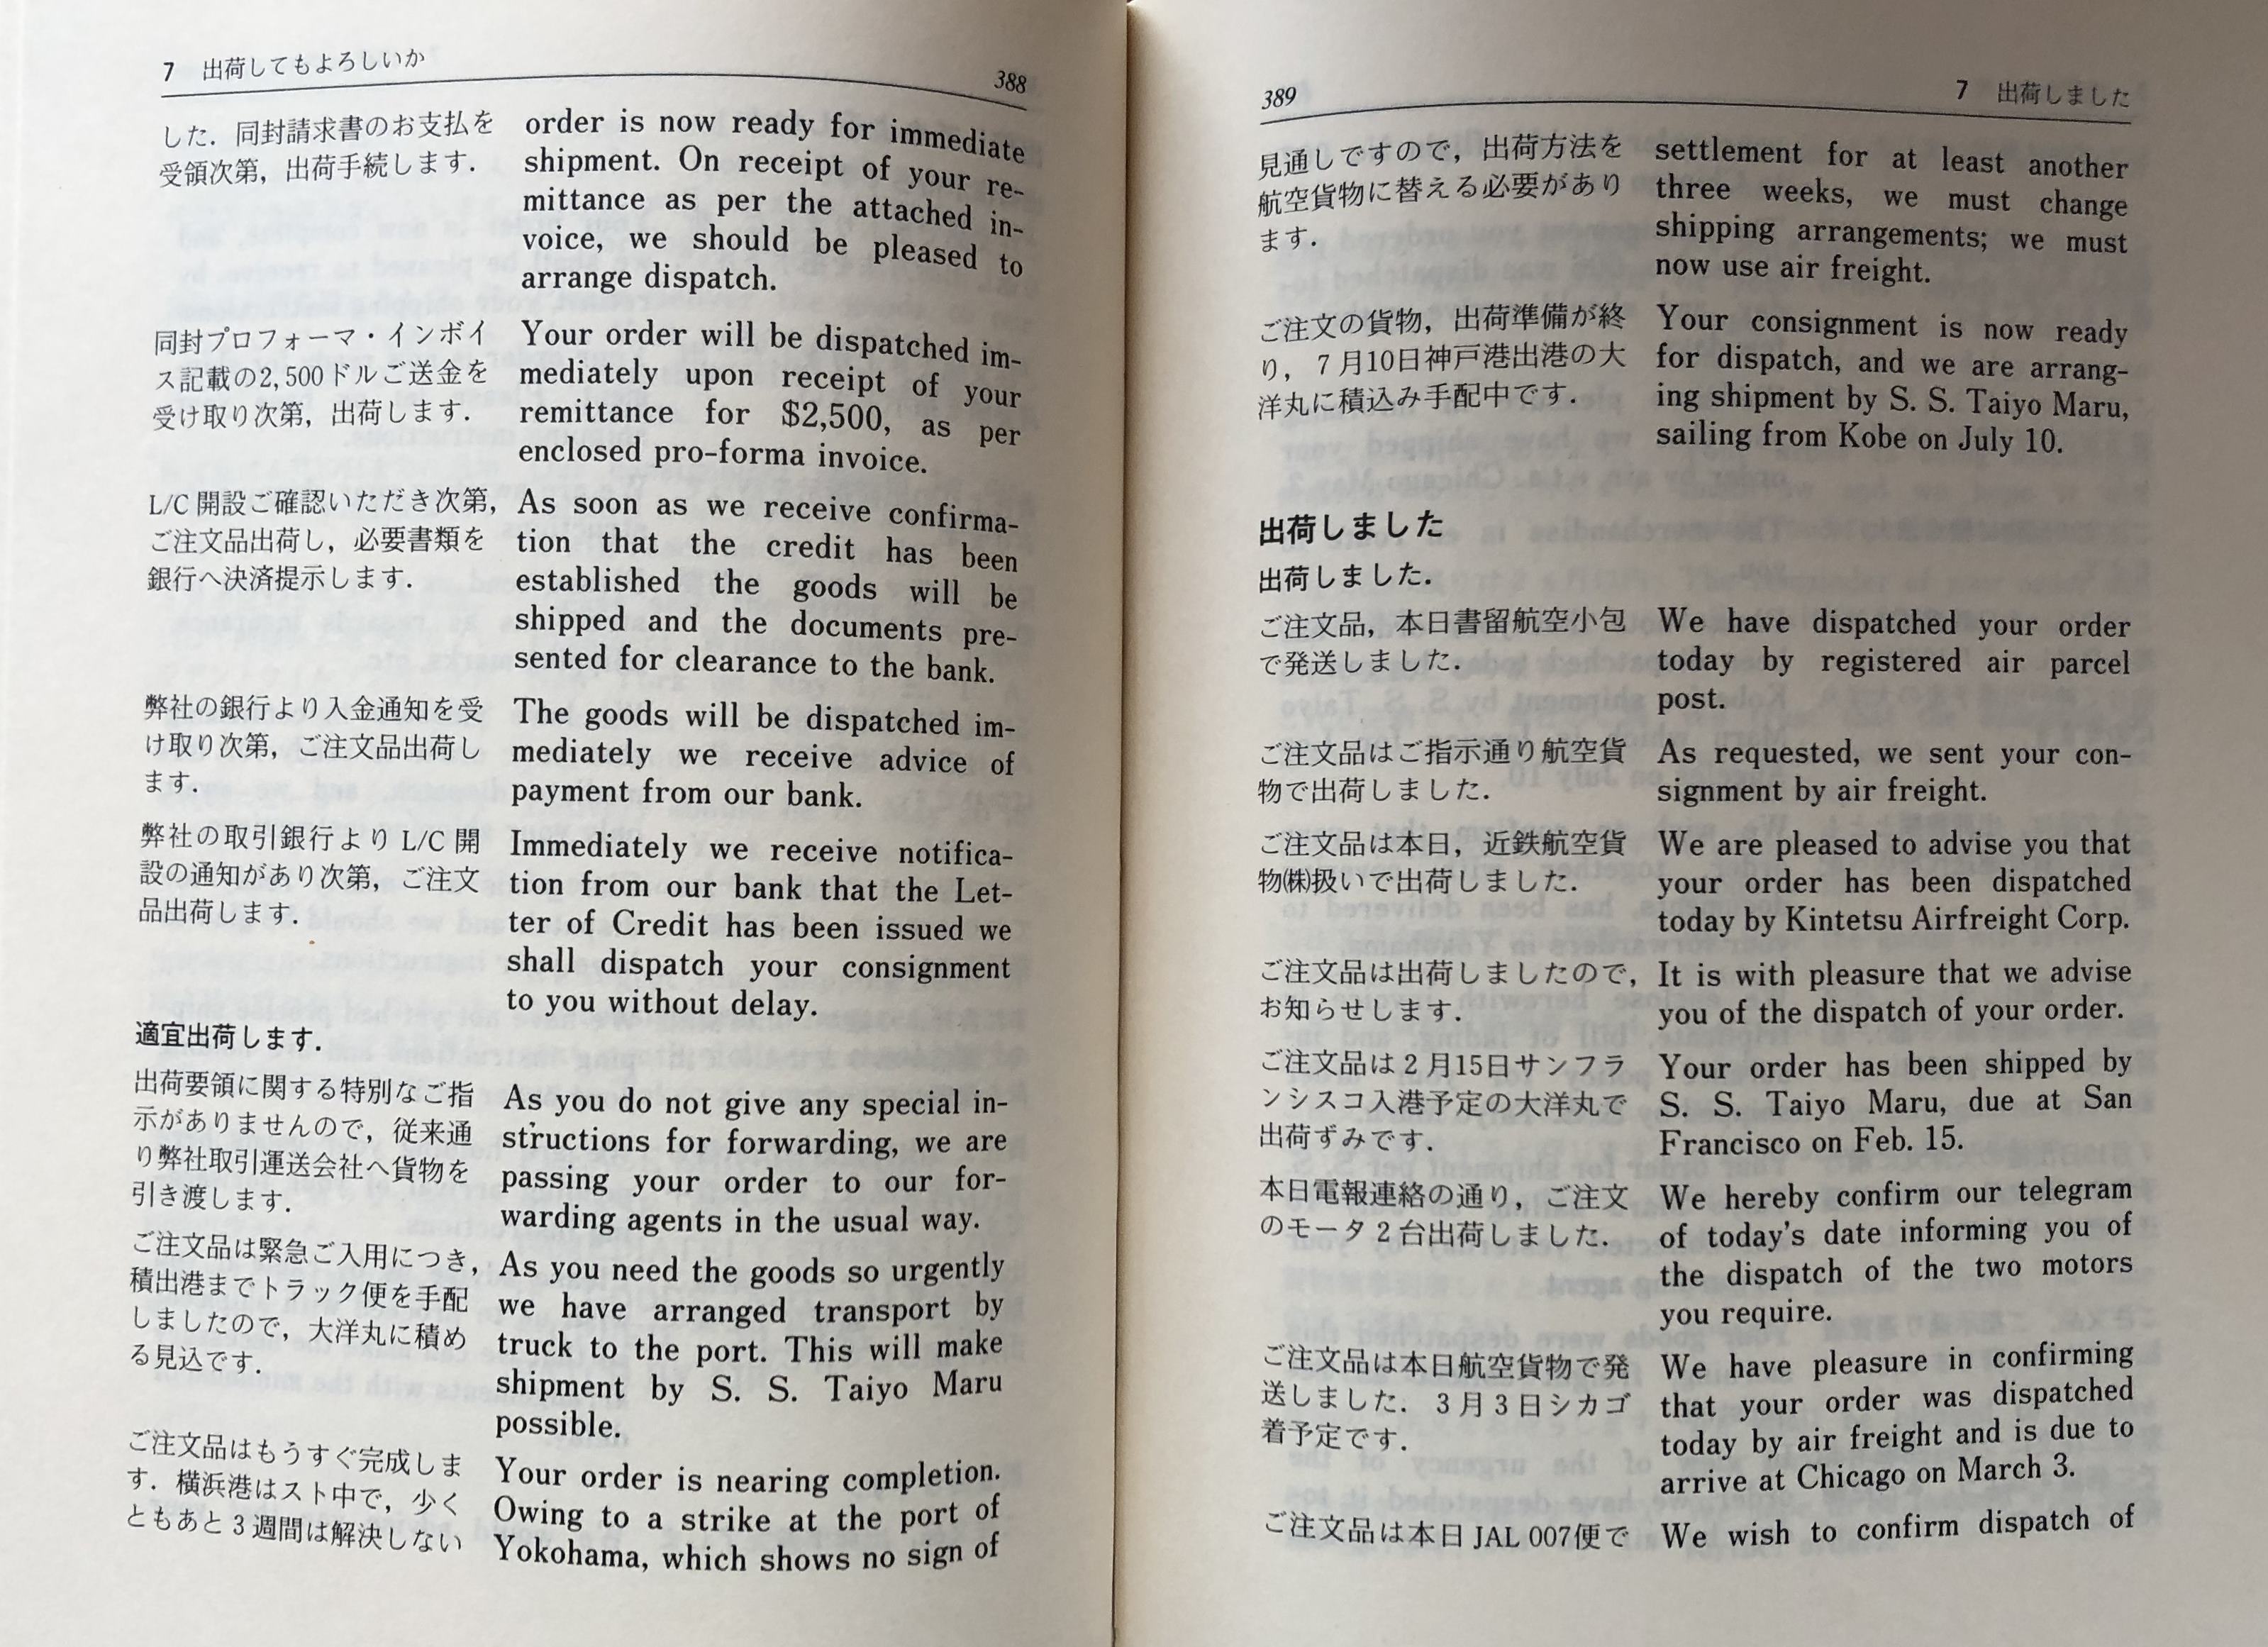 7 出荷してもよろしいか
388
した．同封請求書のお支払を
受領次第，出荷手続します．
order is now ready for immediate
shipment. On receipt of your re-
mittance as per the attached in-
voice, we should be pleased to
arrange dispatch.
同封プロフォーマ・インボイ
ス記載の2,500ドルご送金を
受け取り次第，出荷します．
Your order will be dispatched im-
mediately upon receipt of your
remittance for $2,500, as per
enclosed pro-forma invoice.
L/C 開設ご確認いただき次第，
ご注文品出荷し，必要書類を
銀行へ決済提示します．
As soon as we receive confirma-
tion that the credit has been
established the goods will be
shipped and the documents pre-
sented for clearance to the bank.
弊社の銀行より入金通知を受
け取り次第，ご注文品出荷し
ます．
The goods will be dispatched im-
mediately we receive advice of
payment from our bank.
弊社の取引銀行より L/C 開
設の通知があり次第，ご注文
品出荷します．
Immediately we receive notifica-
tion from our bank that the Let-
ter of Credit has been issued we
shall dispatch your consignment
to you without delay.
適宜出荷します．
出荷要領に関する特別なご指
示がありませんので，従来通
り弊社取引運送会社へ貨物を
引き渡します．
As you do not give any special in-
structions for forwarding, we are
passing your order to our for-
warding agents in the usual way.
ご注文品は緊急ご入用につき，
積出港までトラック便を手配
しましたので，大洋丸に積め
る見込です．
As you need the goods so urgently
we have arranged transport by
truck to the port. This will make
shipment by S. S. Taiyo Maru
possible.
ご注文品はもうすぐ完成しま
す．横浜港はスト中で，少く
ともあと3週間は解決しない
Your order is nearing completion.
Owing to a strike at the port of
Yokohama, which shows no sign of
389
7 出荷しました
見通しですので，出荷方法を
航空貨物に替える必要があり
ます．
settlement for at least another
three weeks, we must change
shipping arrangements; we must
now use air freight.
ご注文の貨物，出荷準備が終
り，7月10日神戸港出港の大
洋丸に積込み手配中です．
Your consignment is now ready
for dispatch, and we are arrang-
ing shipment by S. S. Taiyo Maru,
sailing from Kobe on July 10.
出荷しました
出荷しました．
ご注文品，本日書留航空小包
で発送しました．
We have dispatched your order
today by registered air parcel
post.
ご注文品はご指示通り航空貨
物で出荷しました．
As requested, we sent your con-
signment by air freight.
ご注文品は本日，近鉄航空貨
物㈱扱いで出荷しました．
We are pleased to advise you that
your order has been dispatched
today by Kintetsu Airfreight Corp.
ご注文品は出荷しましたので，
お知らせします．
It is with pleasure that we advise
you of the dispatch of your order.
ご注文品は2月15日サンフラ
ンシスコ入港予定の大洋丸で
出荷ずみです．
Your order has been shipped by
S. S. Taiyo Maru, due at San
Francisco on Feb. 15.
本日電報連絡の通り，ご注文
のモータ2台出荷しました．
We hereby confirm our telegram
of today's date informing you of
the dispatch of the two motors
you require.
ご注文品は本日航空貨物で発
送しました．3月3日シカゴ
着予定です．
We have pleasure in confirming
that your order was dispatched
today by air freight and is due to
arrive at Chicago on March 3.
ご注文品は本日 JAL 007便で
We wish to confirm dispatch of